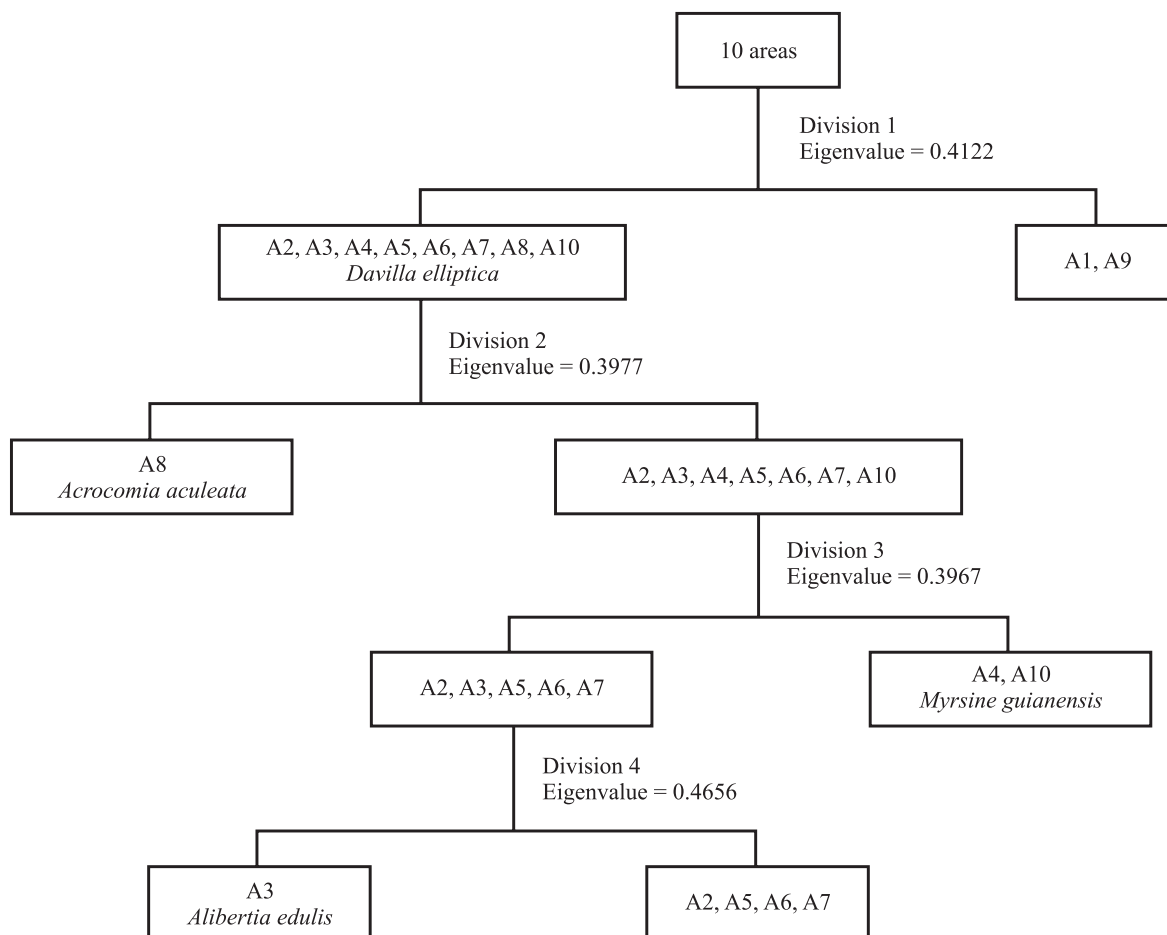 10 areas
Division 1
Eigenvalue = 0.4122
A2, A3, A4, A5, A6, A7, A8, A10
Davilla elliptica
A1, A9
Division 2
Eigenvalue = 0.3977
A8
Acrocomia aculeata
A2, A3, A4, A5, A6, A7, A10
Division 3
Eigenvalue = 0.3967
A2, A3, A5, A6, A7
A4, A10
Myrsine guianensis
Division 4
Eigenvalue = 0.4656
A3
Alibertia edulis
A2, A5, A6, A7